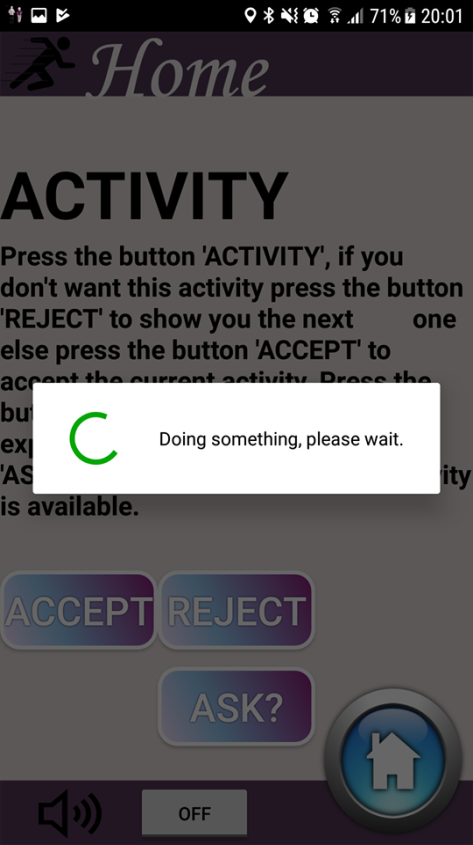 71% 20:01
Home
ACTIVITY
Press the button 'ACTIVITY', if you
don't want this activity press the button
'REJECT' to show you the next one
else press the button 'ACCEPT' to
accept the current activity. Press the
Doing something, please wait.
is available.
ACCEPT REJECT
ASK?
OFF